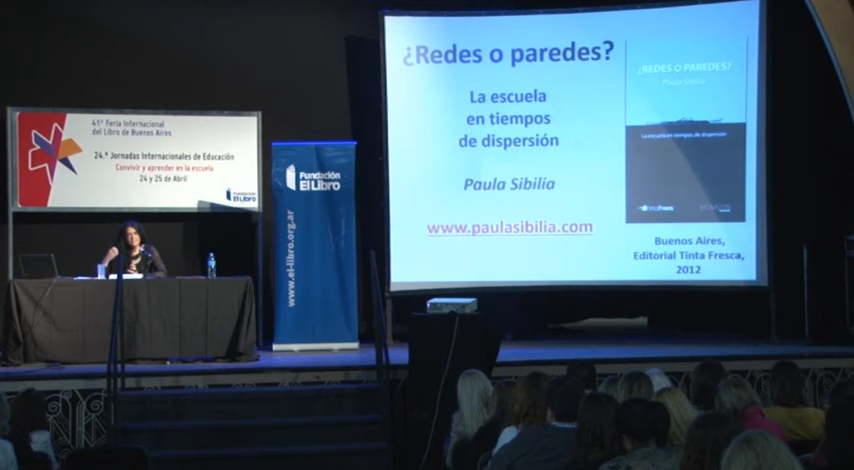 41ª Feria Internacional
del Libro de Buenos Aires
24.ª Jornadas Internacionales de Educación
Convivir y aprender en la escuela
24 y 25 de Abril
Fundación
El Libro
Fundación
El Libro
www.el-libro.org.ar
¿Redes o paredes?
La escuela
en tiempos
de dispersión
Paula Sibilia
www.paulasibilia.com
¿REDES O PAREDES?
Paula Sibilia
La escuela en tiempos de dispersión
Buenos Aires,
Editorial Tinta Fresca,
2012